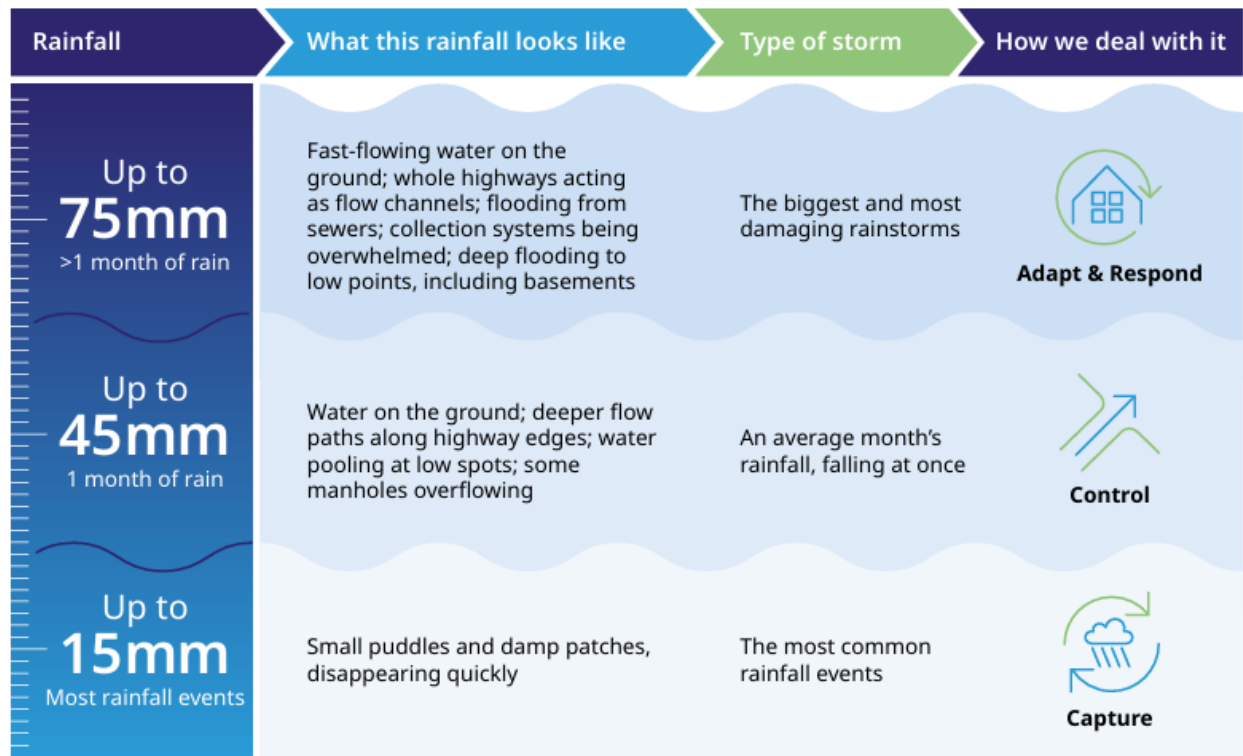 Rainfall
What this rainfall looks like
Type of storm
How we deal with it
Up to
75mm
>1 month of rain
Fast-flowing water on the
ground; whole highways acting
as flow channels; flooding from
sewers; collection systems being
overwhelmed; deep flooding to
low points, including basements
The biggest and most
damaging rainstorms
Adapt & Respond
Up to
45mm
1 month of rain
Water on the ground; deeper flow
paths along highway edges; water
pooling at low spots; some
manholes overflowing
An average month’s
rainfall, falling at once
Control
Up to
15mm
Most rainfall events
Small puddles and damp patches,
disappearing quickly
The most common
rainfall events
Capture